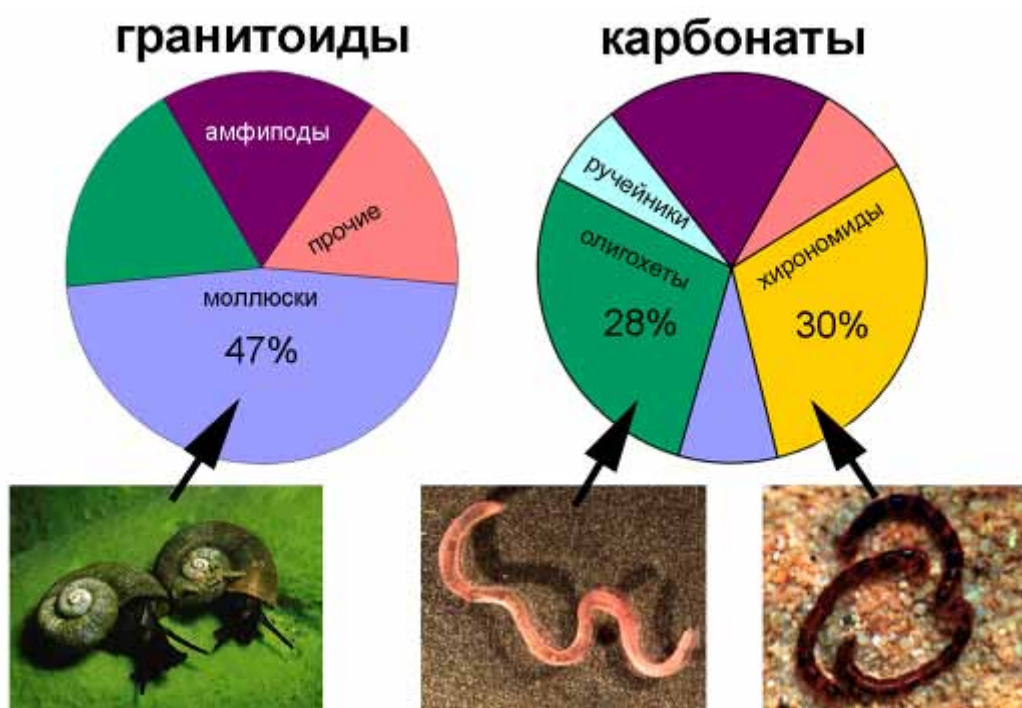 гранитоиды
карбонаты
амфиподы
прочие
моллюски
47%
ручейники
олигохеты
28%
хирономиды
30%